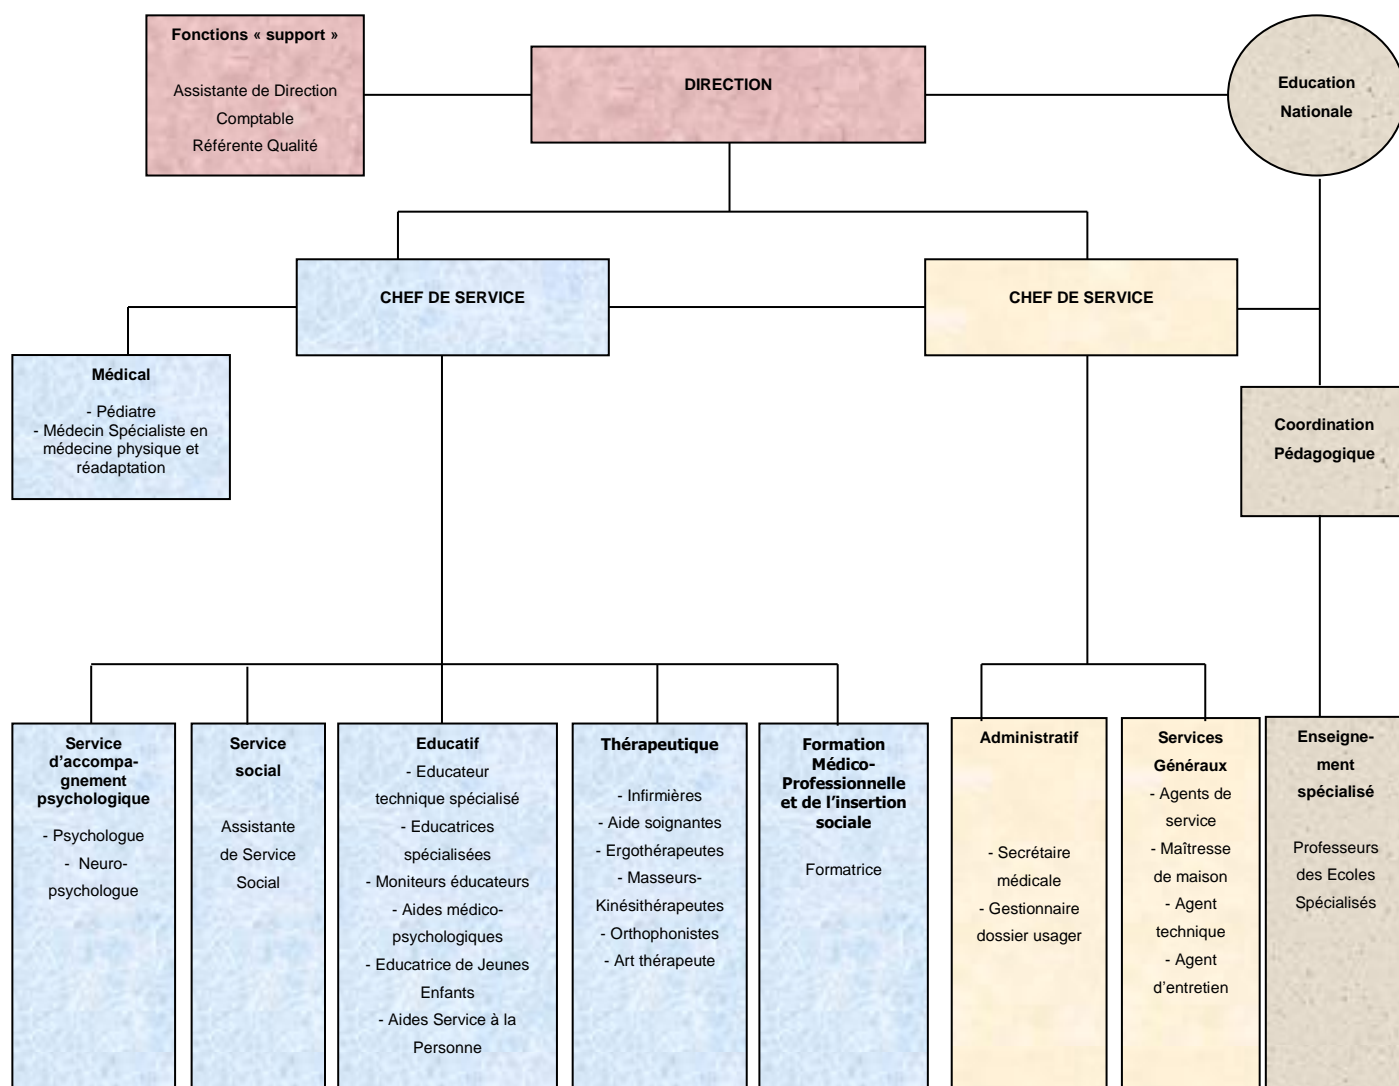 Fonctions « support »
Assistante de Direction
Comptable
Référente Qualité
DIRECTION
Education
Nationale
CHEF DE SERVICE
CHEF DE SERVICE
Médical
- Pédiatre
- Médecin Spécialiste en
médecine physique et
réadaptation
Coordination
Pédagogique
Service
d'accompa-
gnement
psychologique
- Psychologue
- Neuro-
psychologue
Service
social
Assistante
de Service
Social
Educatif
- Educateur
technique spécialisé
- Educatrices
spécialisées
- Moniteurs éducateurs
- Aides médico-
psychologiques
- Educatrice de Jeunes
Enfants
- Aides Service à la
Personne
Thérapeutique
- Infirmières
- Aide soignantes
- Ergothérapeutes
- Masseurs-
Kinésithérapeutes
- Orthophonistes
- Art thérapeute
Formation
Médico-
Professionnelle
et de l'insertion
sociale
Formatrice
Administratif
- Secrétaire
médicale
- Gestionnaire
dossier usager
Services
Généraux
- Agents de
service
- Maîtresse
de maison
- Agent
technique
- Agent
d'entretien
Enseigne-
ment
spécialisé
Professeurs
des Ecoles
Spécialisés